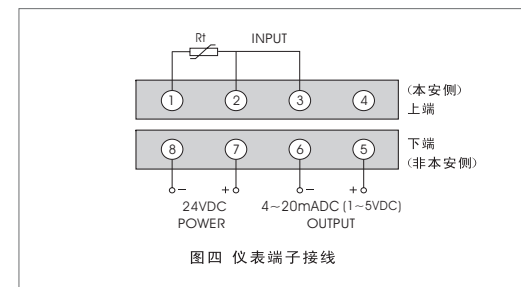 Rt INPUT
1 2 3 4
(本安侧)
上端
8 7 6 5
下端
(非本安侧)
− + − +
24VDC 4~20mADC (1~5VDC)
POWER OUTPUT
图四 仪表端子接线